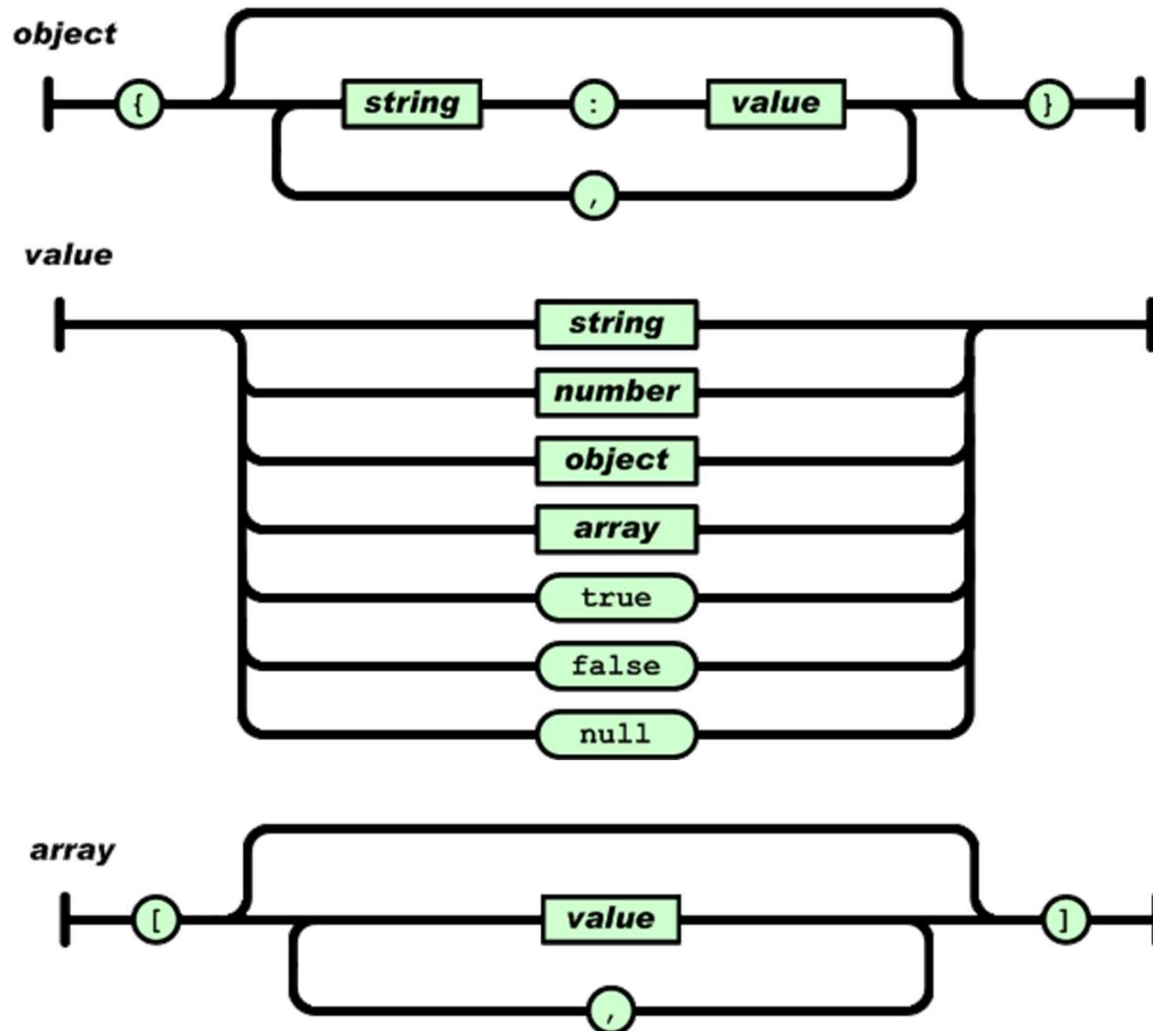 object
{ string : value }
,
value
string
number
object
array
true
false
null
array
[ value ]
,